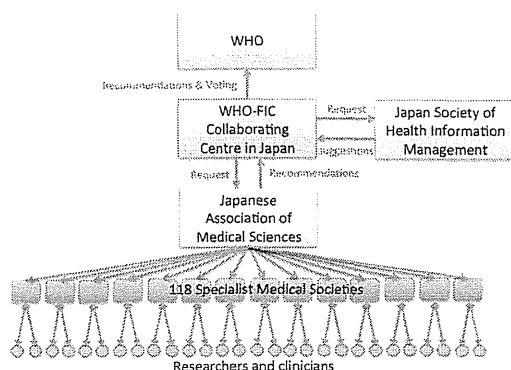 WHO
Recommendations & Voting
WHO-FIC
Collaborating
Centre in Japan
Request
Suggestions
Japan Society of
Health Information
Management
Request
Recommendations
Japanese
Association of
Medical Sciences
118 Specialist Medical Societies
Researchers and clinicians